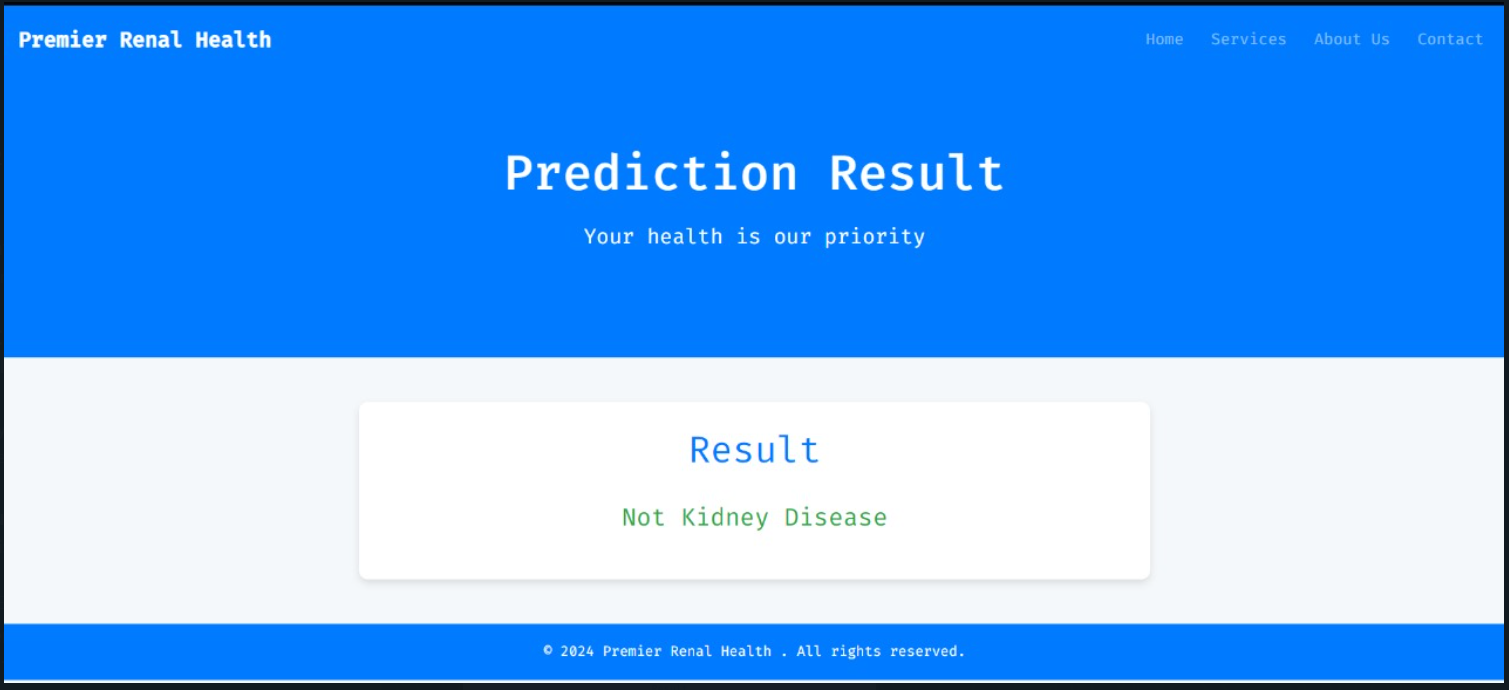 Premier Renal Health
Home Services About Us Contact
Prediction Result
Your health is our priority
Result
Not Kidney Disease
© 2024 Premier Renal Health . All rights reserved.